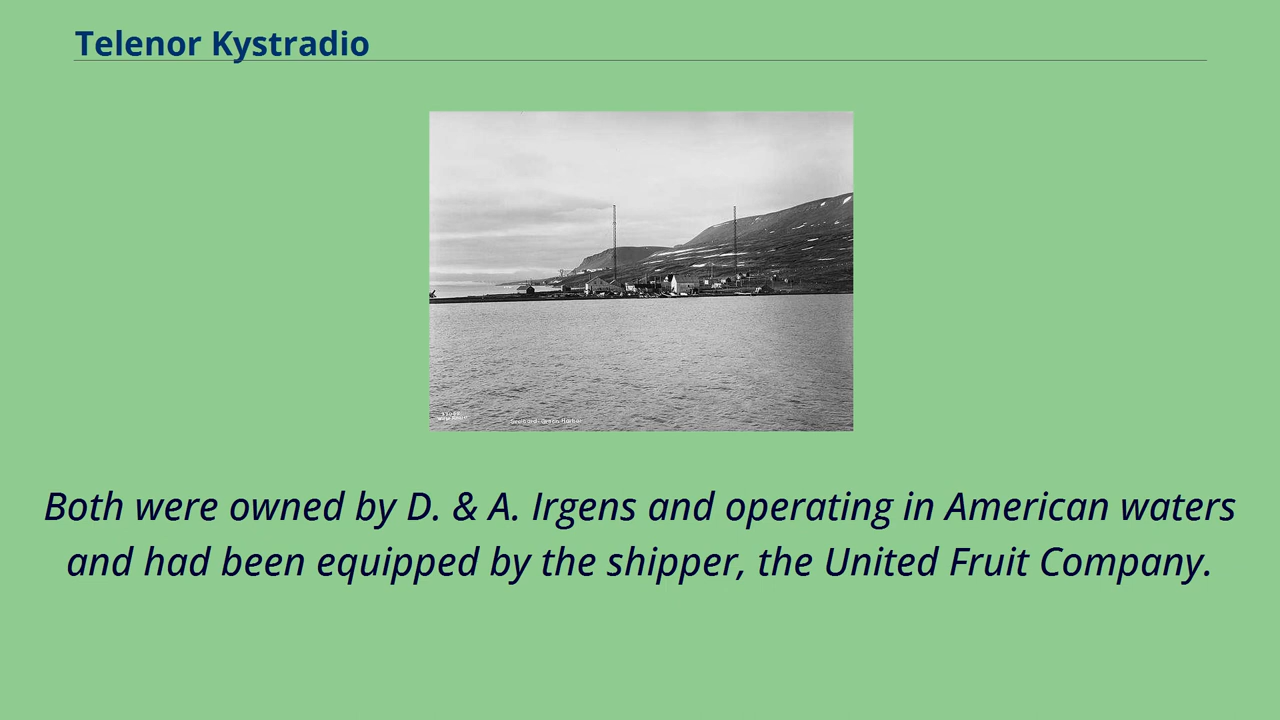 Telenor Kystradio
Both were owned by D. & A. Irgens and operating in American waters
and had been equipped by the shipper, the United Fruit Company.